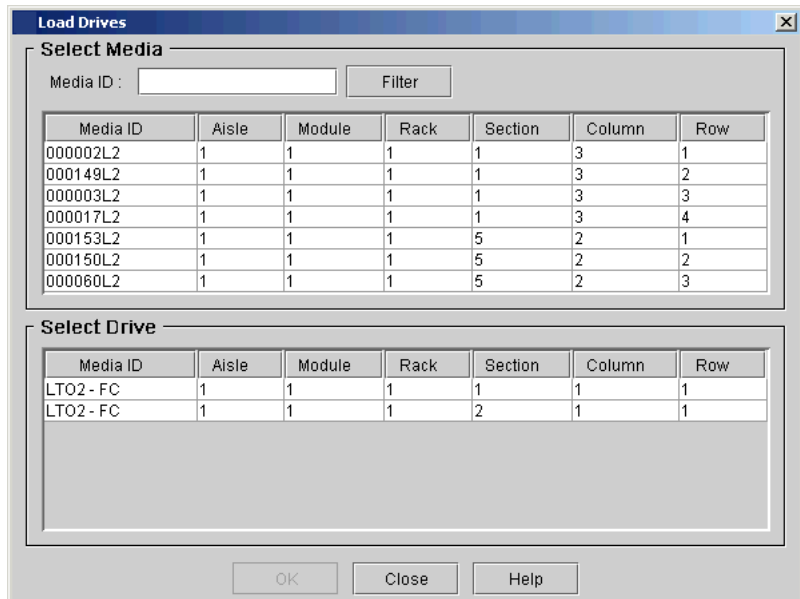 Load Drives
Select Media
Media ID :
Filter
Media ID Aisle Module Rack Section Column Row
000002L2 1 1 1 1 3 1
000149L2 1 1 1 1 3 2
000003L2 1 1 1 1 3 3
000017L2 1 1 1 1 3 4
000153L2 1 1 1 5 2 1
000150L2 1 1 1 5 2 2
000060L2 1 1 1 5 2 3
Select Drive
Media ID Aisle Module Rack Section Column Row
LTO2 - FC 1 1 1 1 1 1
LTO2 - FC 1 1 1 2 1 1
OK Close Help